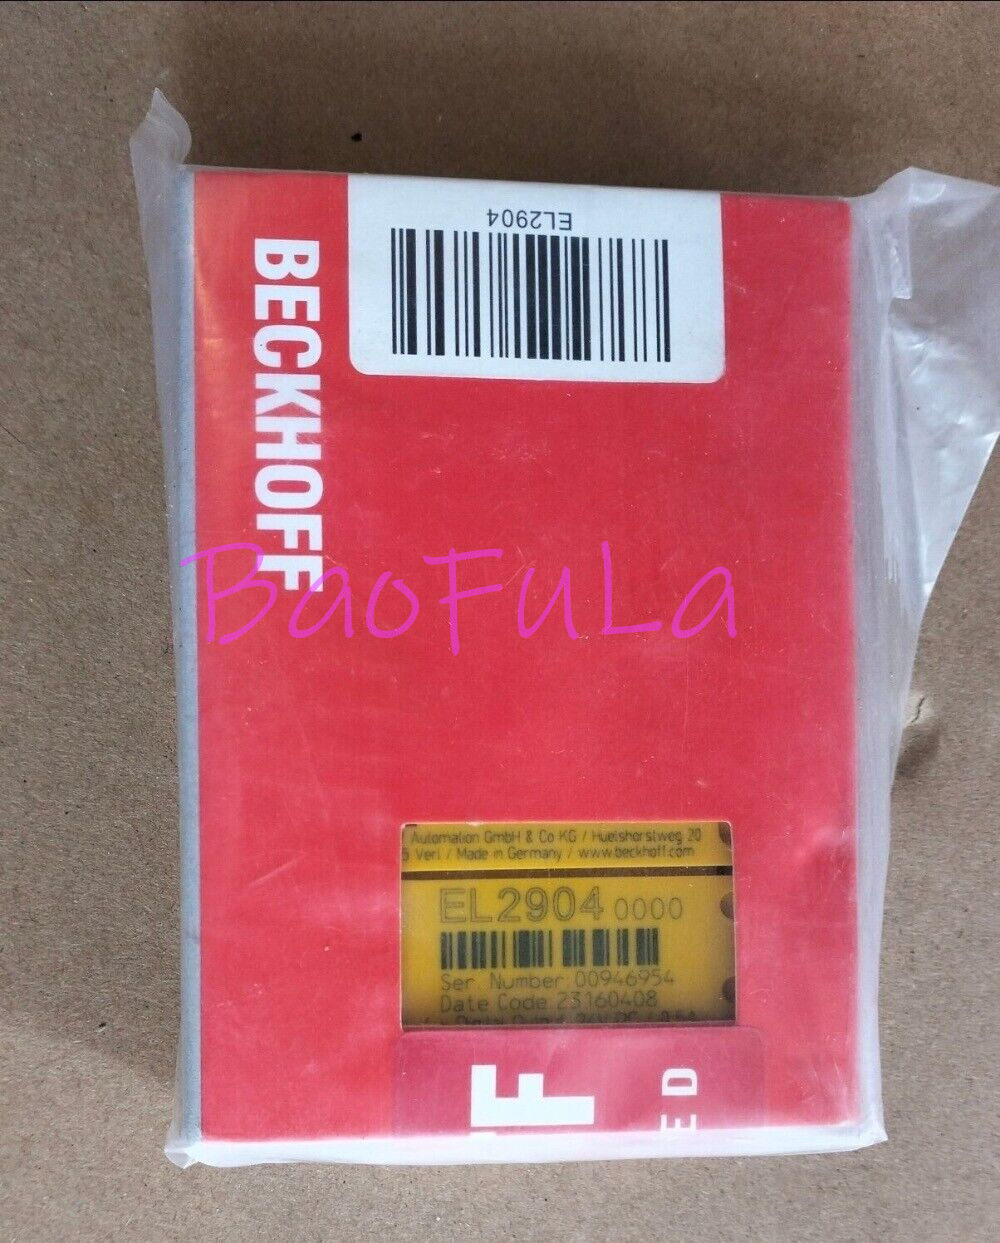 EL2904
BECKHOFF
BaoFuLa
Automation GmbH & Co KG / Huelshorstweg 20
Verl / Made in Germany / www.beckhoff.com
EL2904 0000
Ser. Number 00946954
Date Code 23160408
F
ED